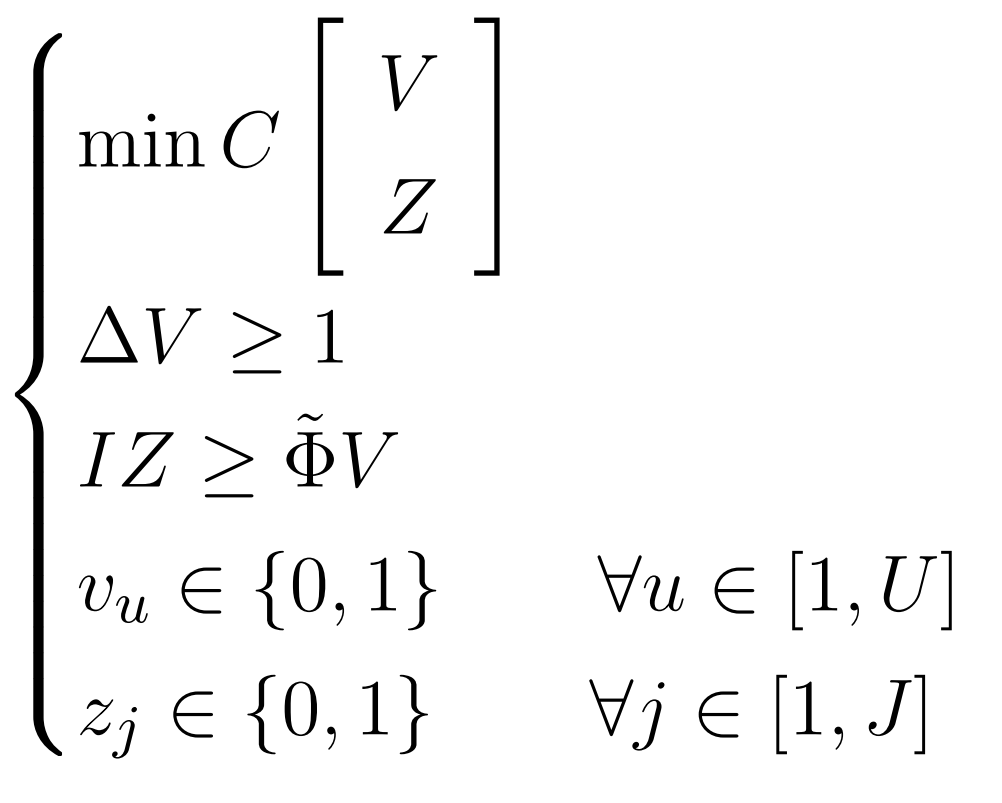 min C [ V
Z ]
ΔV ≥ 1
IZ ≥ Φ̃V
v_u ∈ {0, 1} ∀u ∈ [1, U]
z_j ∈ {0, 1} ∀j ∈ [1, J]